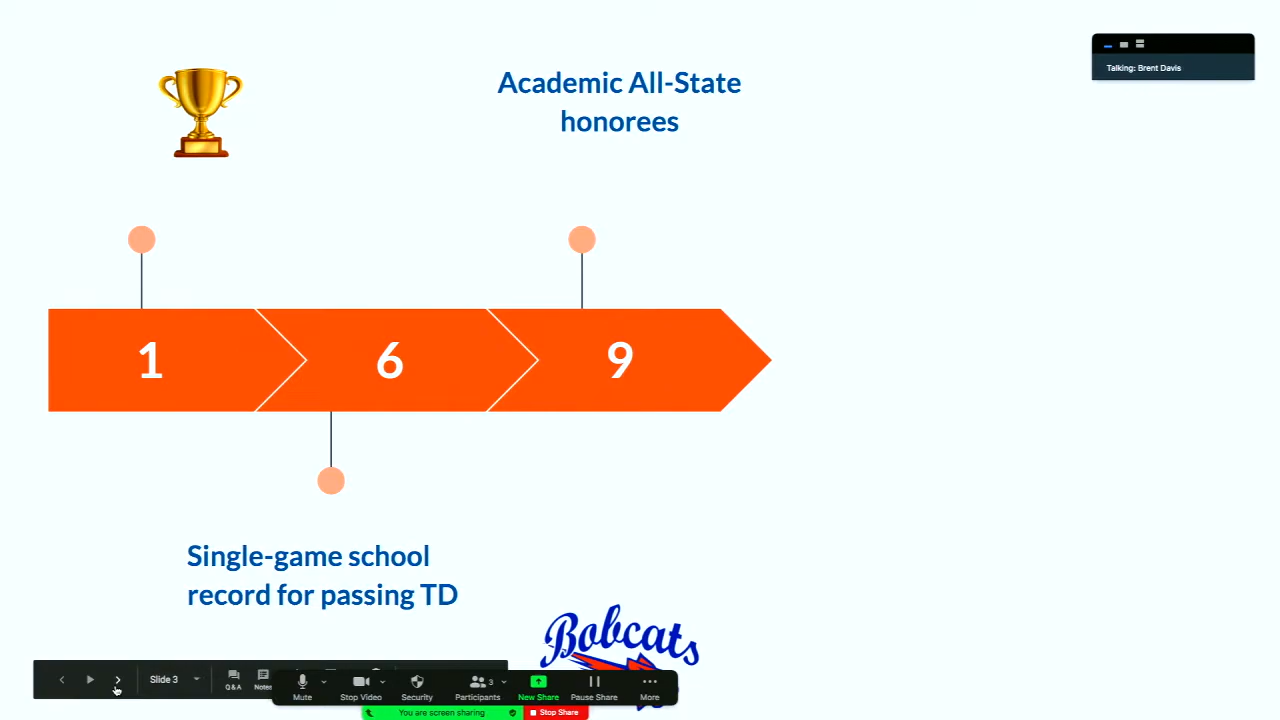 Talking: Brent Davis
Academic All-State
honorees
1
6
9
Single-game school
record for passing TD
Bobcats
Slide 3
Q&A
Notes
Mute
Stop Video
Security
3
Participants
New Share
Pause Share
More
You are screen sharing
Stop Share